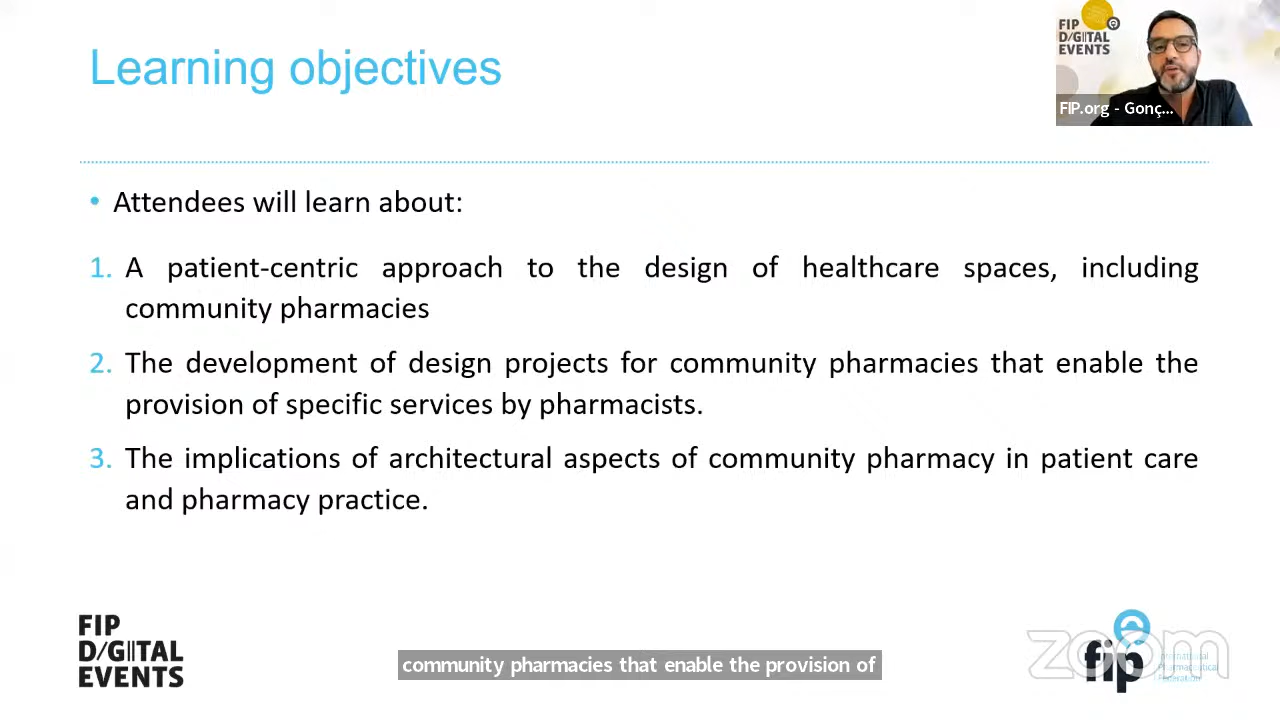 Learning objectives
FIP
D/GITAL
EVENTS
FIP.org - Gonç...
• Attendees will learn about:
1. A patient-centric approach to the design of healthcare spaces, including
community pharmacies
2. The development of design projects for community pharmacies that enable the
provision of specific services by pharmacists.
3. The implications of architectural aspects of community pharmacy in patient care
and pharmacy practice.
FIP
D/GITAL
EVENTS
community pharmacies that enable the provision of
zoom
fip
International
Pharmaceutical
Federation